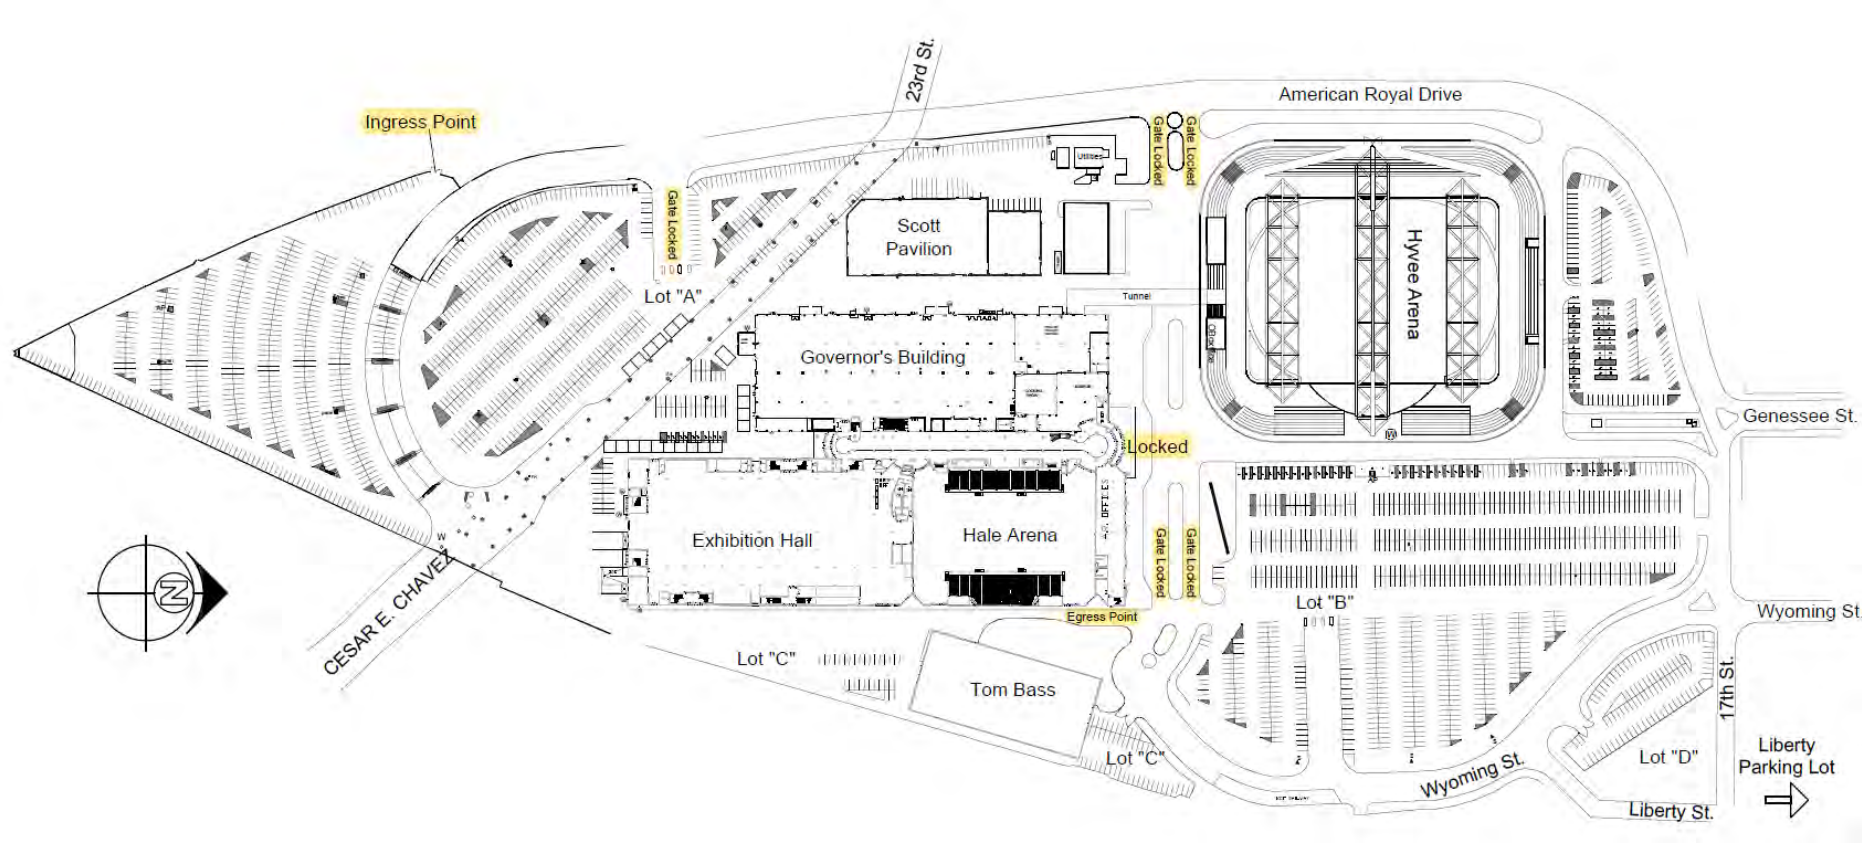 23rd St.
American Royal Drive
Ingress Point
Gate Locked
Gate Locked
Utilities
Gate Locked
Scott
Pavilion
Hyvee Arena
Lot "A"
Tunnel
Governor's Building
Genessee St.
Locked
A.R. OFFICES
Exhibition Hall
Hale Arena
Gate Locked
Gate Locked
W
N
CESAR E. CHAVEZ
Lot "B"
Egress Point
Wyoming St.
Lot "C"
Tom Bass
17th St.
Lot "C"
Wyoming St.
Lot "D"
Liberty
Parking Lot
Liberty St.